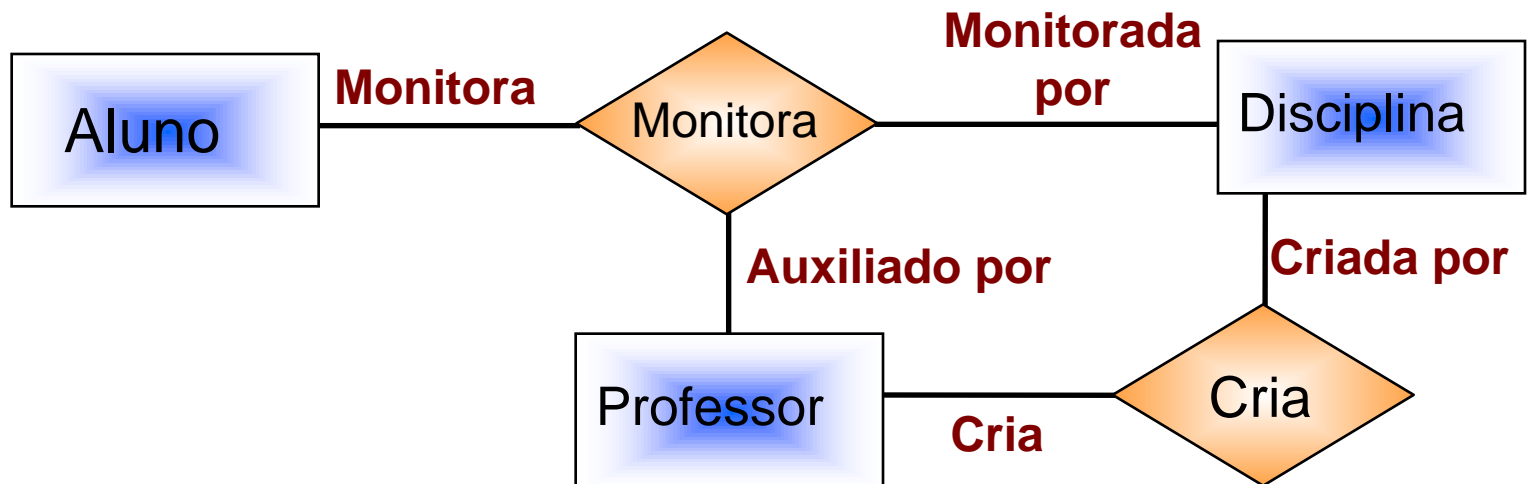 Monitorada
por
Aluno
Monitora
Monitora
Disciplina
Auxiliado por
Criada por
Professor
Cria
Cria